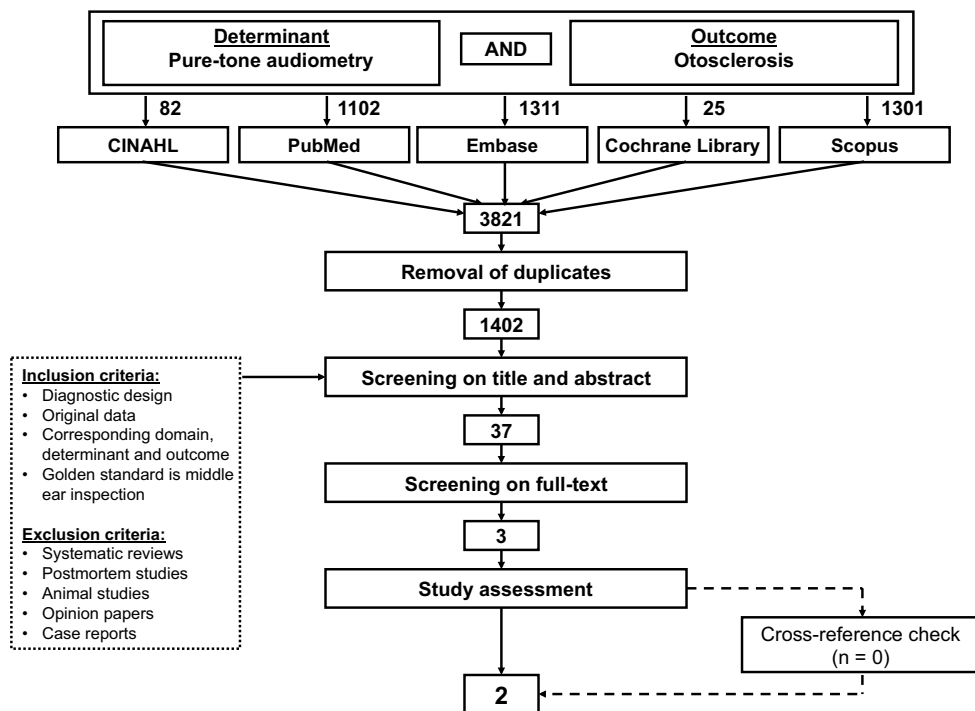 Determinant
Pure-tone audiometry
AND
Outcome
Otosclerosis
82
1102
1311
25
1301
CINAHL
PubMed
Embase
Cochrane Library
Scopus
3821
Removal of duplicates
1402
Screening on title and abstract
37
Screening on full-text
3
Study assessment
2
Inclusion criteria:
• Diagnostic design
• Original data
• Corresponding domain,
determinant and outcome
• Golden standard is middle
ear inspection
Exclusion criteria:
• Systematic reviews
• Postmortem studies
• Animal studies
• Opinion papers
• Case reports
Cross-reference check
(n = 0)